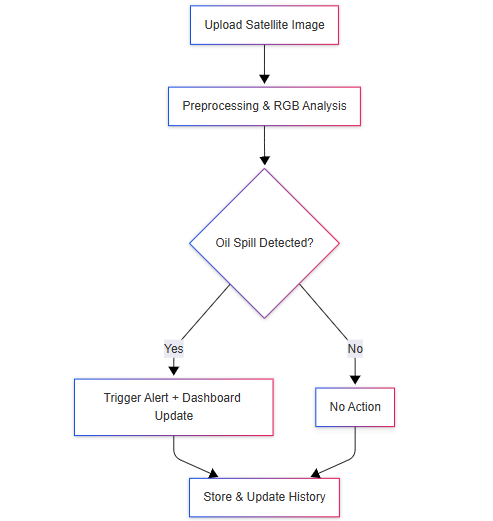 Upload Satellite Image
Preprocessing & RGB Analysis
Oil Spill Detected?
Yes
No
Trigger Alert + Dashboard
Update
No Action
Store & Update History